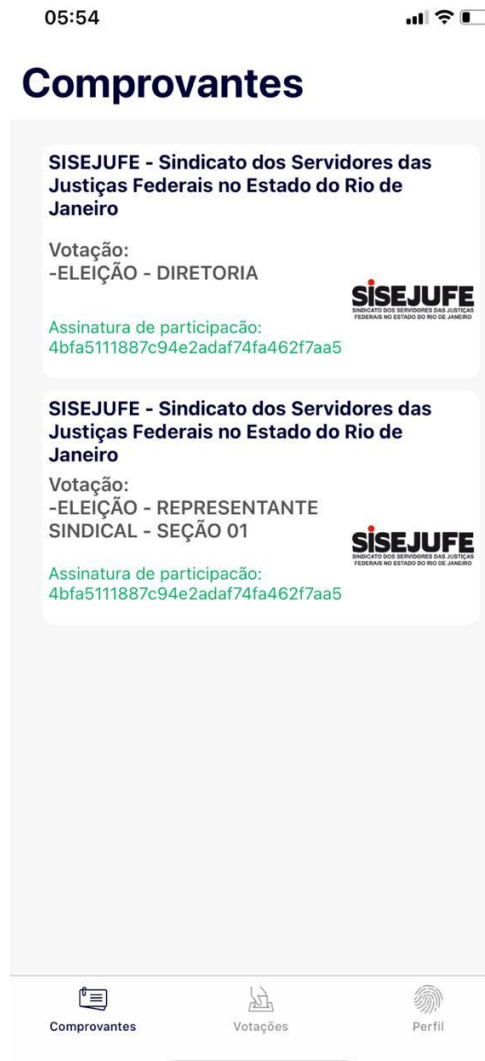 05:54
Comprovantes
SISEJUFE - Sindicato dos Servidores das
Justiças Federais no Estado do Rio de
Janeiro
Votação:
-ELEIÇÃO - DIRETORIA
SISEJUFE
SINDICATO DOS SERVIDORES DAS JUSTIÇAS
FEDERAIS NO ESTADO DO RIO DE JANEIRO
Assinatura de participacão:
4bfa5111887c94e2adaf74fa462f7aa5
SISEJUFE - Sindicato dos Servidores das
Justiças Federais no Estado do Rio de
Janeiro
Votação:
-ELEIÇÃO - REPRESENTANTE
SINDICAL - SEÇÃO 01
SISEJUFE
SINDICATO DOS SERVIDORES DAS JUSTIÇAS
FEDERAIS NO ESTADO DO RIO DE JANEIRO
Assinatura de participacão:
4bfa5111887c94e2adaf74fa462f7aa5
Comprovantes
Votações
Perfil